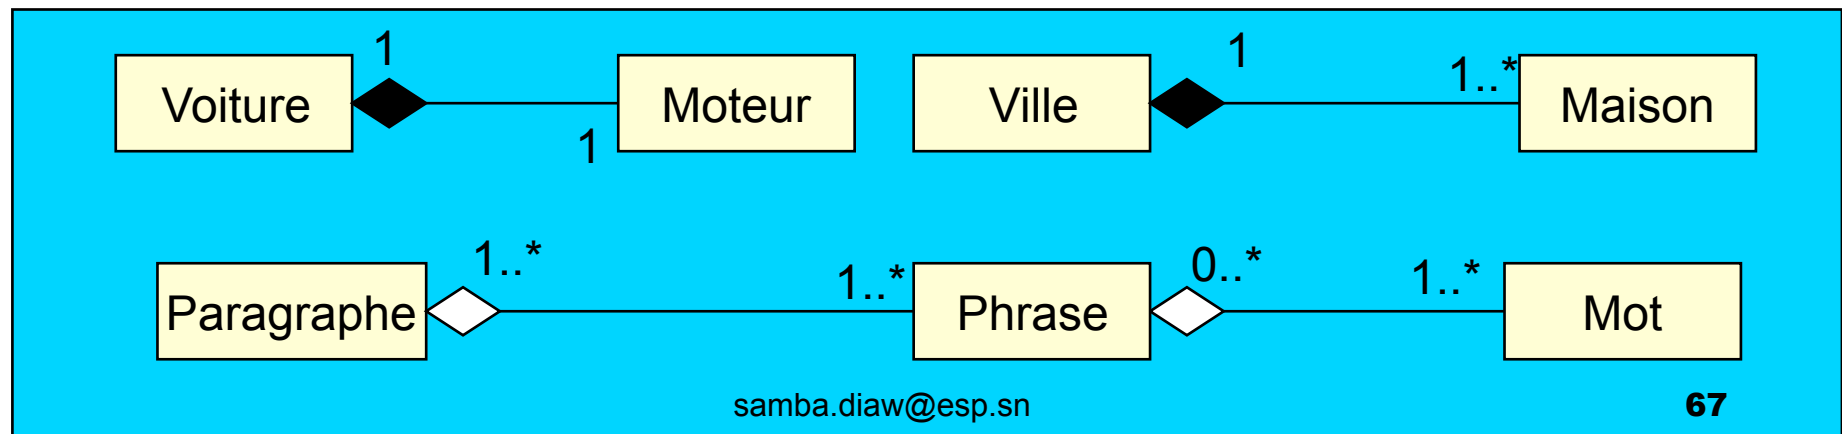 1 1
1..*
Voiture Moteur Ville Maison
1
1..* 1..* 0..* 1..*
Paragraphe Phrase Mot
samba.diaw@esp.sn 67